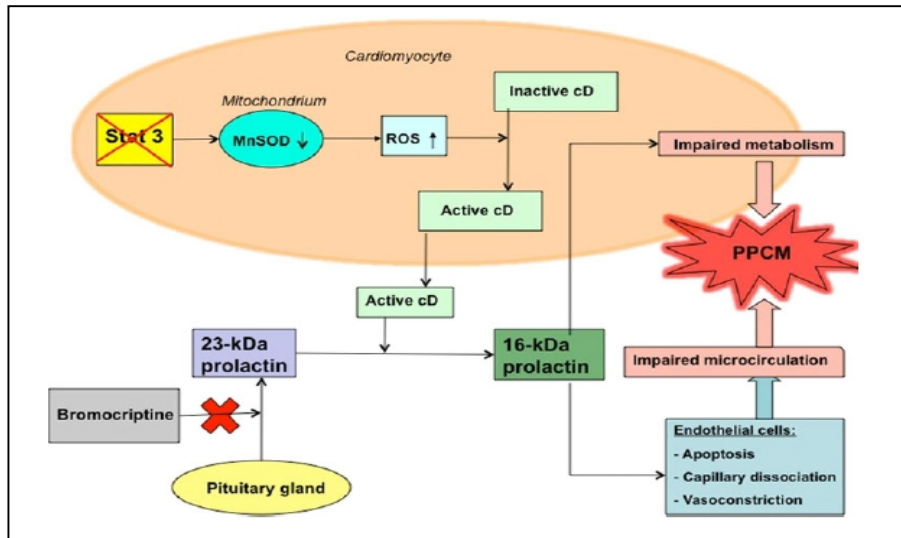 Cardiomyocyte
Inactive cD
Mitochondrium
Stat 3
MnSOD ↓
ROS ↑
Impaired metabolism
Active cD
PPCM
Active cD
23-kDa
prolactin
16-kDa
prolactin
Impaired microcirculation
Bromocriptine
Endothelial cells:
- Apoptosis
- Capillary dissociation
- Vasoconstriction
Pituitary gland